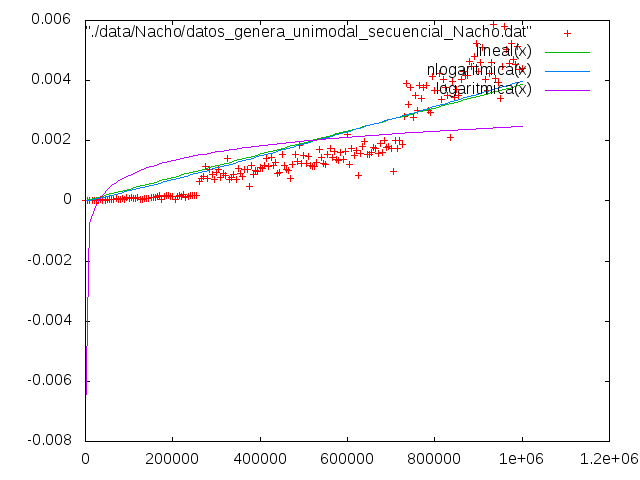 0.006
0.004
0.002
0
-0.002
-0.004
-0.006
-0.008
0 200000 400000 600000 800000 1e+06 1.2e+06
"./data/Nacho/datos_genera_unimodal_secuencial_Nacho.dat"
lineal(x)
nlogaritmica(x)
logaritmica(x)